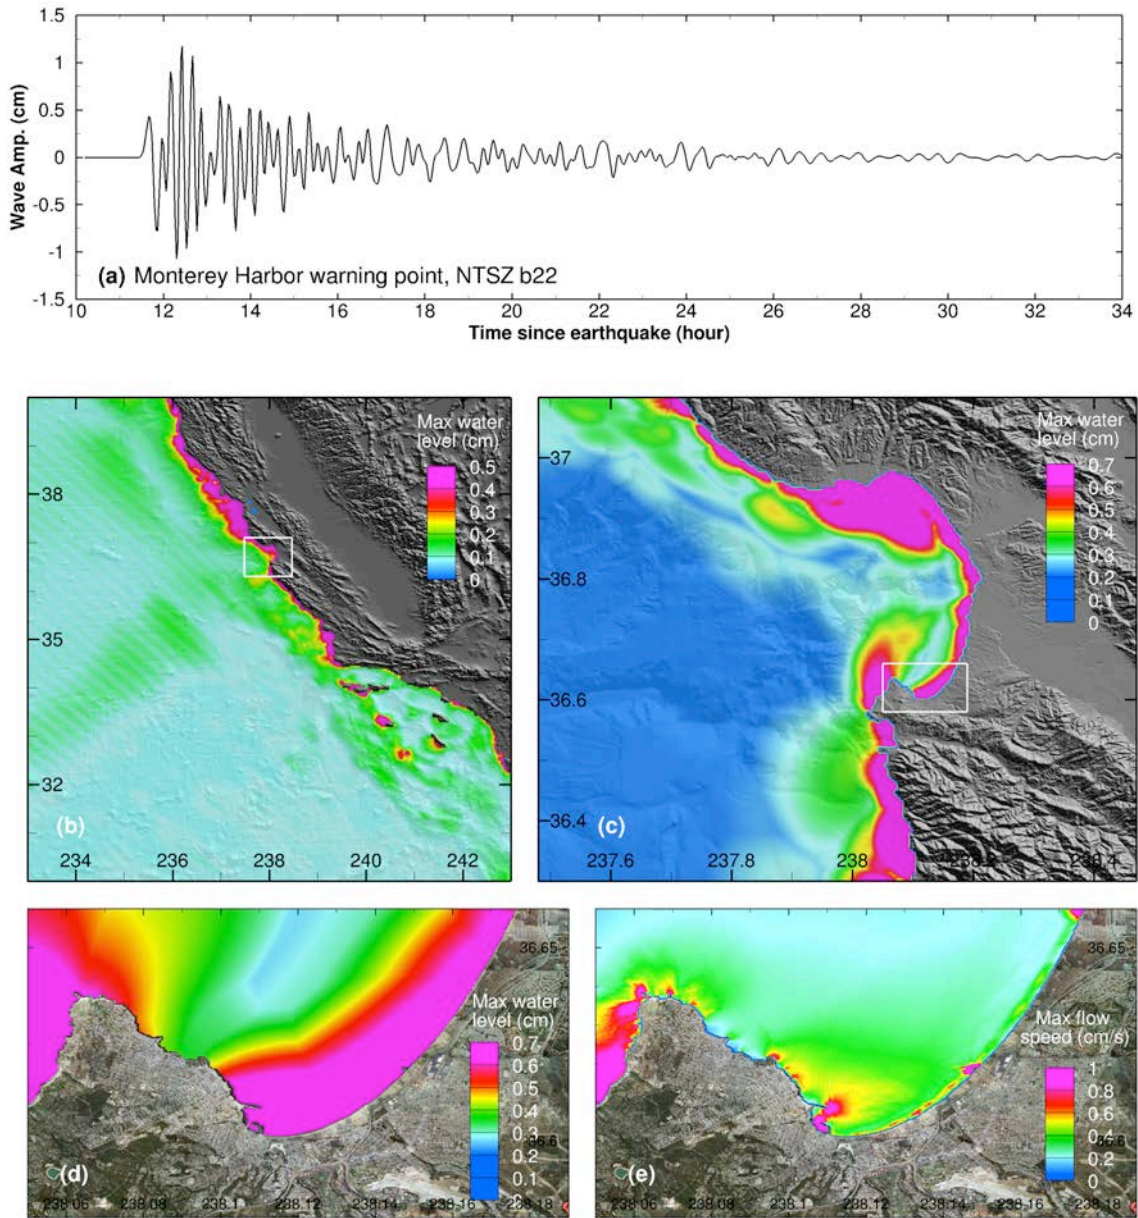 1.5
1
0.5
0
-0.5
-1
-1.5
Wave Amp. (cm)
(a) Monterey Harbor warning point, NTSZ b22
10 12 14 16 18 20 22 24 26 28 30 32 34
Time since earthquake (hour)
Max water
level (cm)
0.5
0.4
0.3
0.2
0.1
0
38
35
32
(b)
234 236 238 240 242
Max water
level (cm)
0.7
0.6
0.5
0.4
0.3
0.2
0.1
0
37
36.8
36.6
36.4
(c)
237.6 237.8 238 238.2 238.4
36.65
Max water
level (cm)
0.7
0.6
0.5
0.4
0.3
0.2
0.1
36.6
(d)
238.06 238.08 238.1 238.12 238.14 238.16 238.18
36.65
Max flow
speed (cm/s)
1
0.8
0.6
0.4
0.2
0
36.6
(e)
238.06 238.08 238.1 238.12 238.14 238.16 238.18